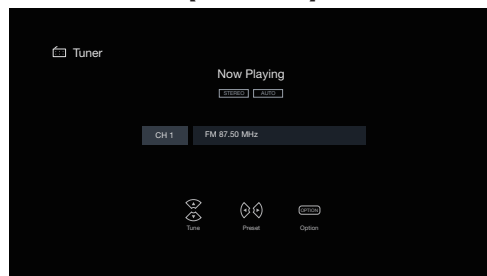 Tuner
Now Playing
STEREO AUTO
CH 1 FM 87.50 MHz
OPTION
Tune Preset Option